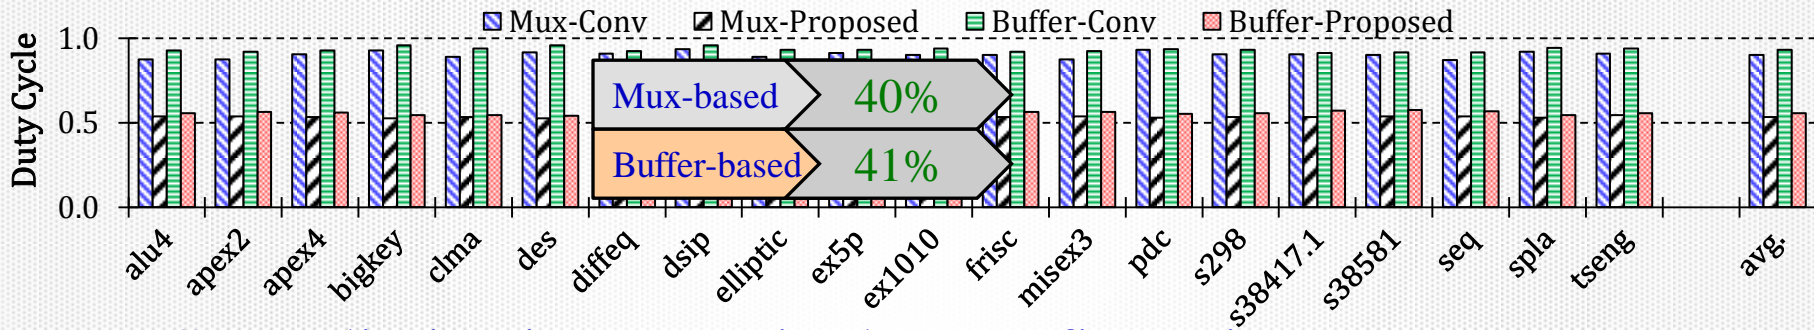 Mux-Conv Mux-Proposed Buffer-Conv Buffer-Proposed
Duty Cycle
1.0
0.5
0.0
Mux-based 40%
Buffer-based 41%
alu4 apex2 apex4 bigkey clma des diffeq dsip elliptic ex5p ex1010 frisc misex3 pdc s298 s38417.1 s38581 seq spla tseng avg.